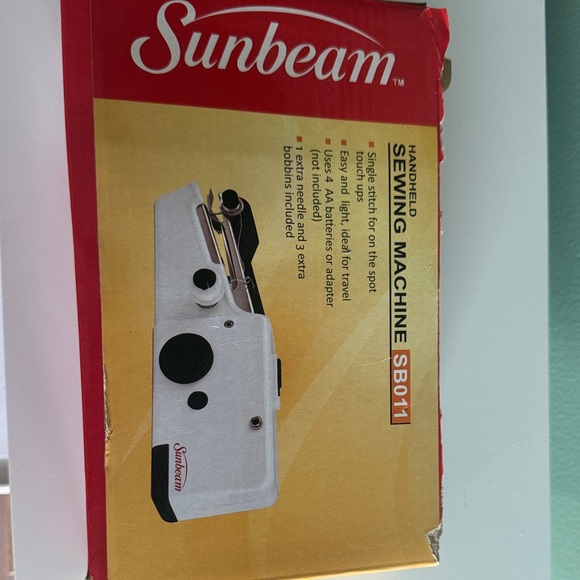 Sunbeam™
HANDHELD
SEWING MACHINE SB011
▪ Single stitch for on the spot
touch ups
▪ Easy and light, ideal for travel
▪ Uses 4 AA batteries or adapter
(not included)
▪ 1 extra needle and 3 extra
bobbins included
Sunbeam